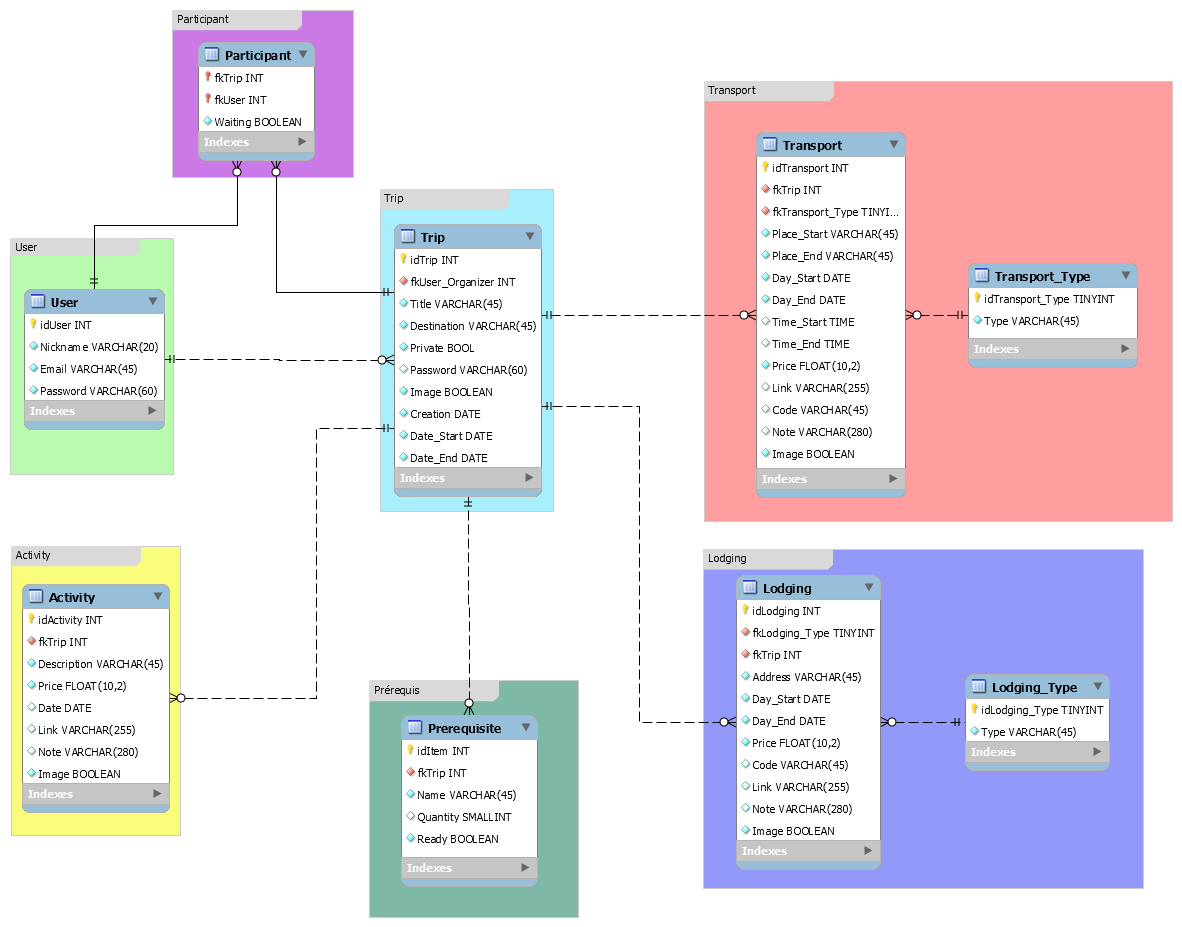 Participant
Participant
fkTrip INT
fkUser INT
Waiting BOOLEAN
Indexes
User
User
idUser INT
Nickname VARCHAR(20)
Email VARCHAR(45)
Password VARCHAR(60)
Indexes
Trip
Trip
idTrip INT
fkUser_Organizer INT
Title VARCHAR(45)
Destination VARCHAR(45)
Private BOOL
Password VARCHAR(60)
Image BOOLEAN
Creation DATE
Date_Start DATE
Date_End DATE
Indexes
Transport
Transport
idTransport INT
fkTrip INT
fkTransport_Type TINYI...
Place_Start VARCHAR(45)
Place_End VARCHAR(45)
Day_Start DATE
Day_End DATE
Time_Start TIME
Time_End TIME
Price FLOAT(10,2)
Link VARCHAR(255)
Code VARCHAR(45)
Note VARCHAR(280)
Image BOOLEAN
Indexes
Transport_Type
idTransport_Type TINYINT
Type VARCHAR(45)
Indexes
Activity
Activity
idActivity INT
fkTrip INT
Description VARCHAR(45)
Price FLOAT(10,2)
Date DATE
Link VARCHAR(255)
Note VARCHAR(280)
Image BOOLEAN
Indexes
Prérequis
Prerequisite
idItem INT
fkTrip INT
Name VARCHAR(45)
Quantity SMALLINT
Ready BOOLEAN
Indexes
Lodging
Lodging
idLodging INT
fkLodging_Type TINYINT
fkTrip INT
Address VARCHAR(45)
Day_Start DATE
Day_End DATE
Price FLOAT(10,2)
Code VARCHAR(45)
Link VARCHAR(255)
Note VARCHAR(280)
Image BOOLEAN
Indexes
Lodging_Type
idLodging_Type TINYINT
Type VARCHAR(45)
Indexes